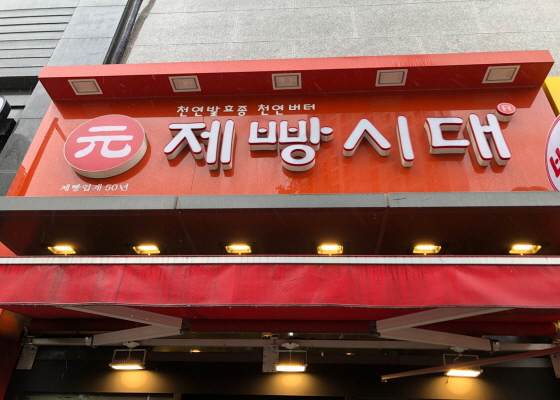 천연발효종 천연버터
元 제빵시대
제빵업계 50년